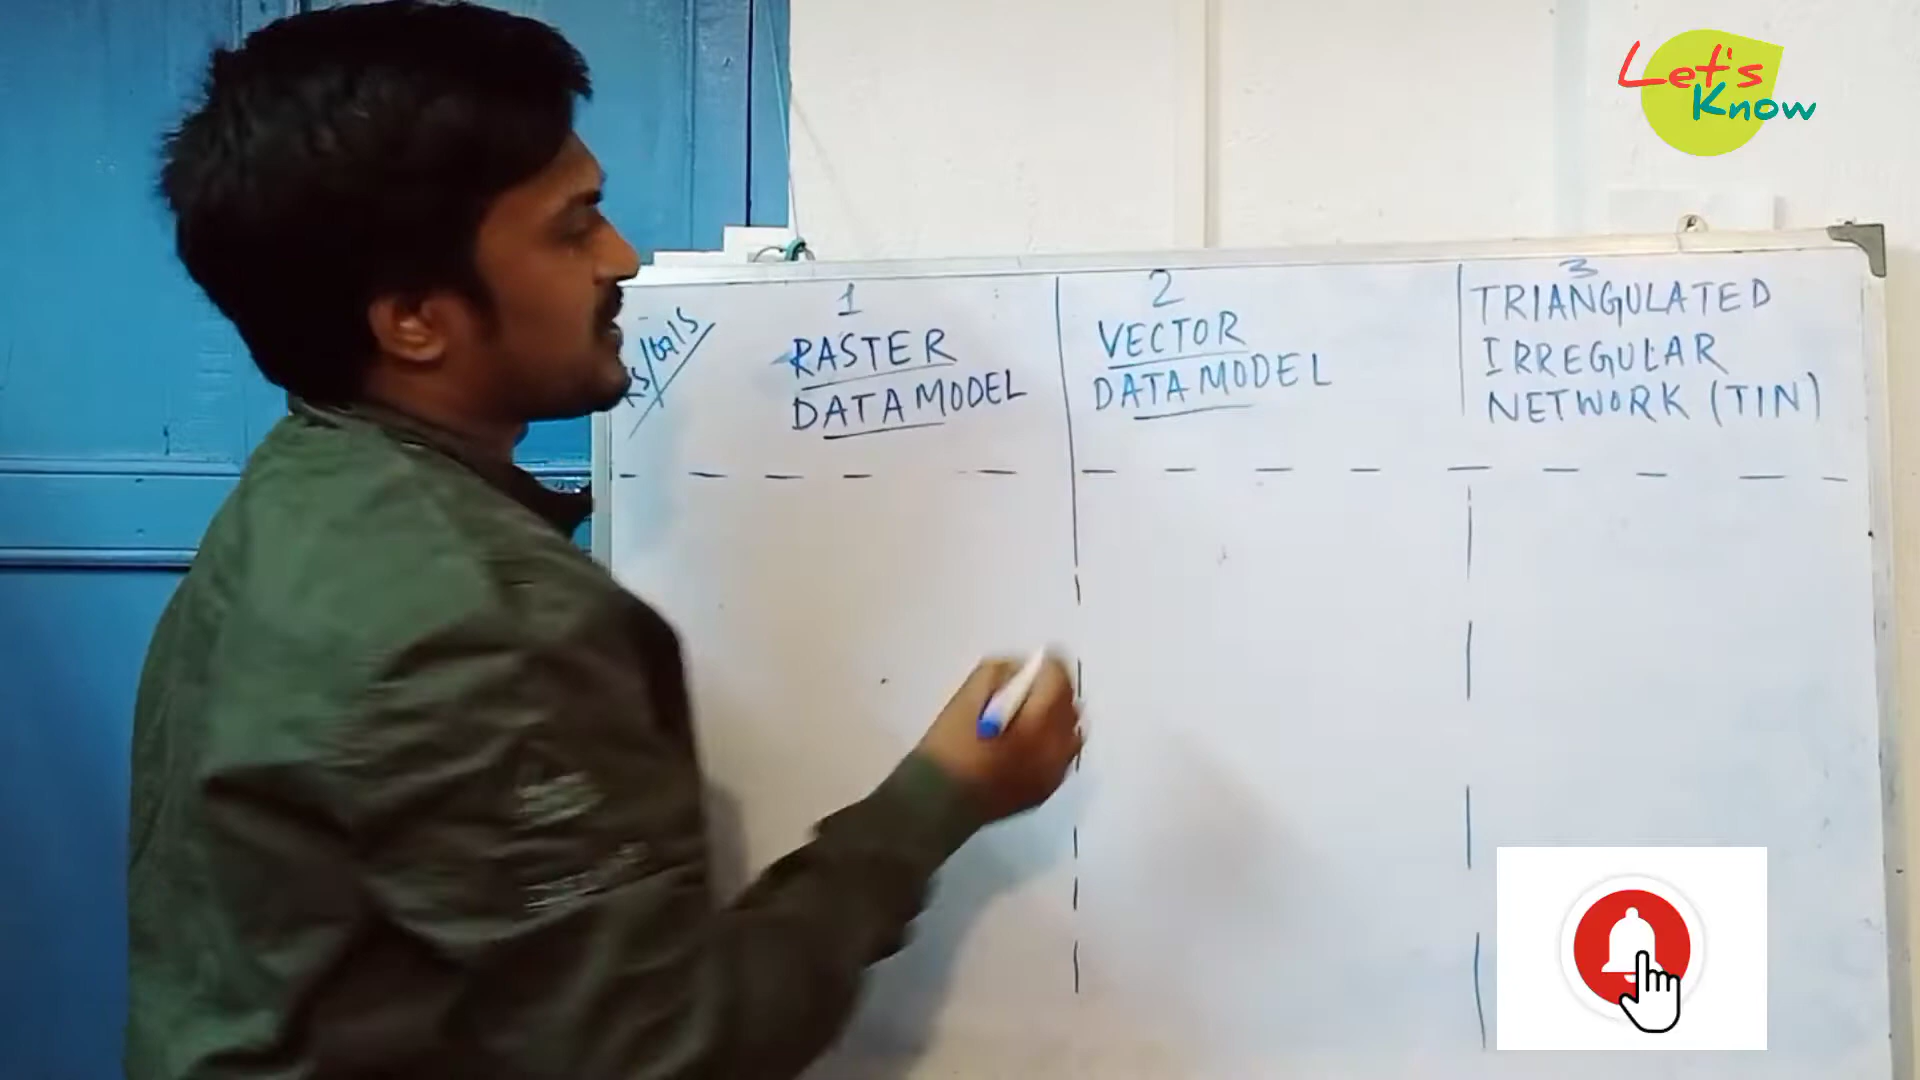 Let's
Know
1
RASTER
DATA MODEL
2
VECTOR
DATA MODEL
3
TRIANGULATED
IRREGULAR
NETWORK (TIN)